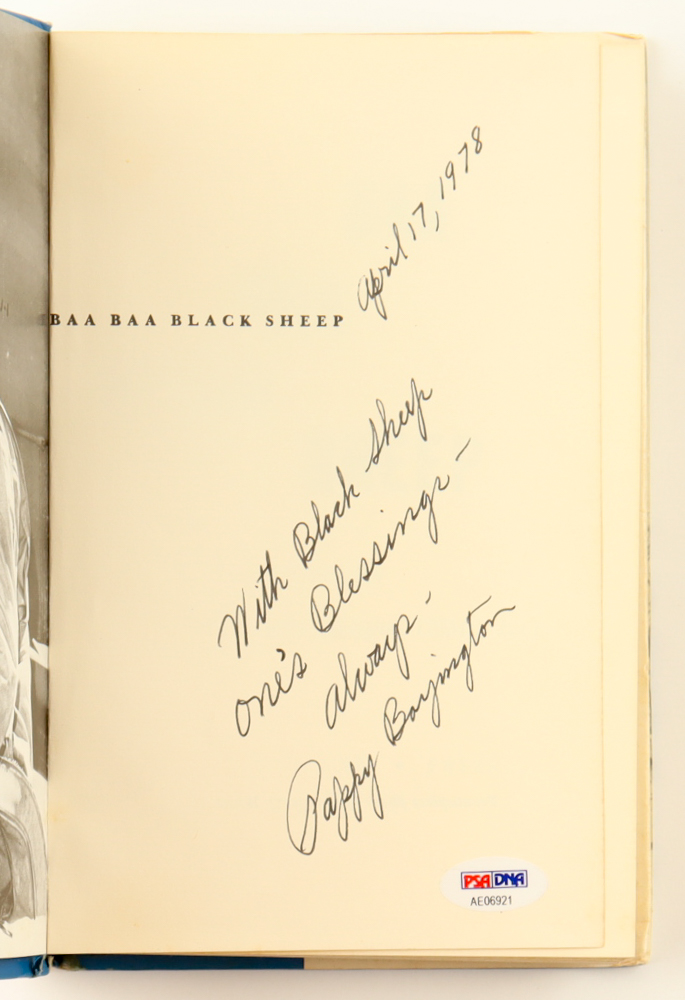 April 17, 1978
BAA BAA BLACK SHEEP
With Black Sheep
one's Blessings -
always -
Pappy Boyington
PSA DNA
AE06921